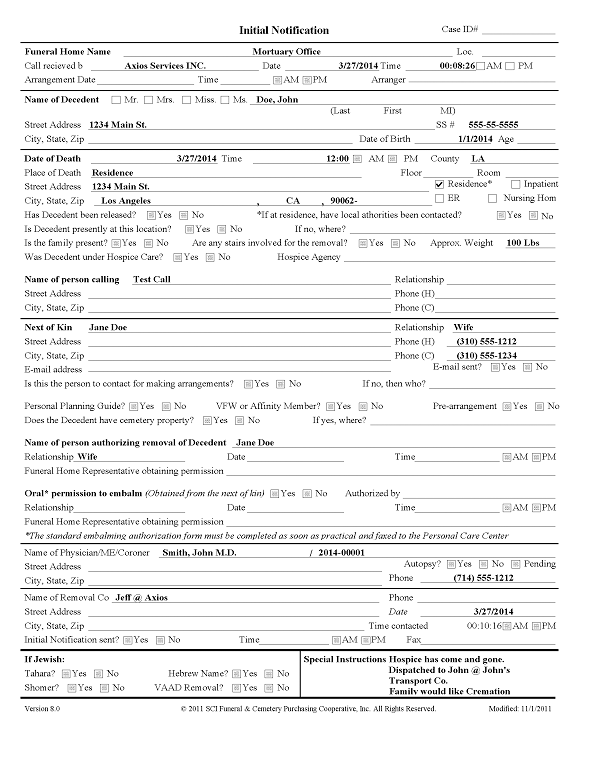 Initial Notification Case ID#
Funeral Home Name Mortuary Office Loc.
Call recieved b Axios Services INC. Date 3/27/2014 Time 00:08:26 AM PM
Arrangement Date Time AM PM Arranger
Name of Decedent Mr. Mrs. Miss. Ms. Doe, John
(Last First MI)
Street Address 1234 Main St. SS # 555-55-5555
City, State, Zip Date of Birth 1/1/2014 Age
Date of Death 3/27/2014 Time 12:00 AM PM County LA
Place of Death Residence Floor Room
Street Address 1234 Main St. Residence* Inpatient
City, State, Zip Los Angeles , CA , 90062- ER Nursing Hom
Has Decedent been released? Yes No *If at residence, have local athorities been contacted? Yes No
Is Decedent presently at this location? Yes No If no, where?
Is the family present? Yes No Are any stairs involved for the removal? Yes No Approx. Weight 100 Lbs
Was Decedent under Hospice Care? Yes No Hospice Agency
Name of person calling Test Call Relationship
Street Address Phone (H)
City, State, Zip Phone (C)
Next of Kin Jane Doe Relationship Wife
Street Address Phone (H) (310) 555-1212
City, State, Zip Phone (C) (310) 555-1234
E-mail address E-mail sent? Yes No
Is this the person to contact for making arrangements? Yes No If no, then who?
Personal Planning Guide? Yes No VFW or Affinity Member? Yes No Pre-arrangement Yes No
Does the Decedent have cemetery property? Yes No If yes, where?
Name of person authorizing removal of Decedent Jane Doe
Relationship Wife Date Time AM PM
Funeral Home Representative obtaining permission
Oral* permission to embalm (Obtained from the next of kin) Yes No Authorized by
Relationship Date Time AM PM
Funeral Home Representative obtaining permission
*The standard embalming authorization form must be completed as soon as practical and faxed to the Personal Care Center
Name of Physician/ME/Coroner Smith, John M.D. / 2014-00001
Street Address Autopsy? Yes No Pending
City, State, Zip Phone (714) 555-1212
Name of Removal Co Jeff @ Axios Phone
Street Address Date 3/27/2014
City, State, Zip Time contacted 00:10:16 AM PM
Initial Notification sent? Yes No Time AM PM Fax
If Jewish: Special Instructions Hospice has come and gone.
Tahara? Yes No Hebrew Name? Yes No Dispatched to John @ John's
Transport Co.
Shomer? Yes No VAAD Removal? Yes No Family would like Cremation
Version 8.0 © 2011 SCI Funeral & Cemetery Purchasing Cooperative, Inc. All Rights Reserved. Modified: 11/1/2011